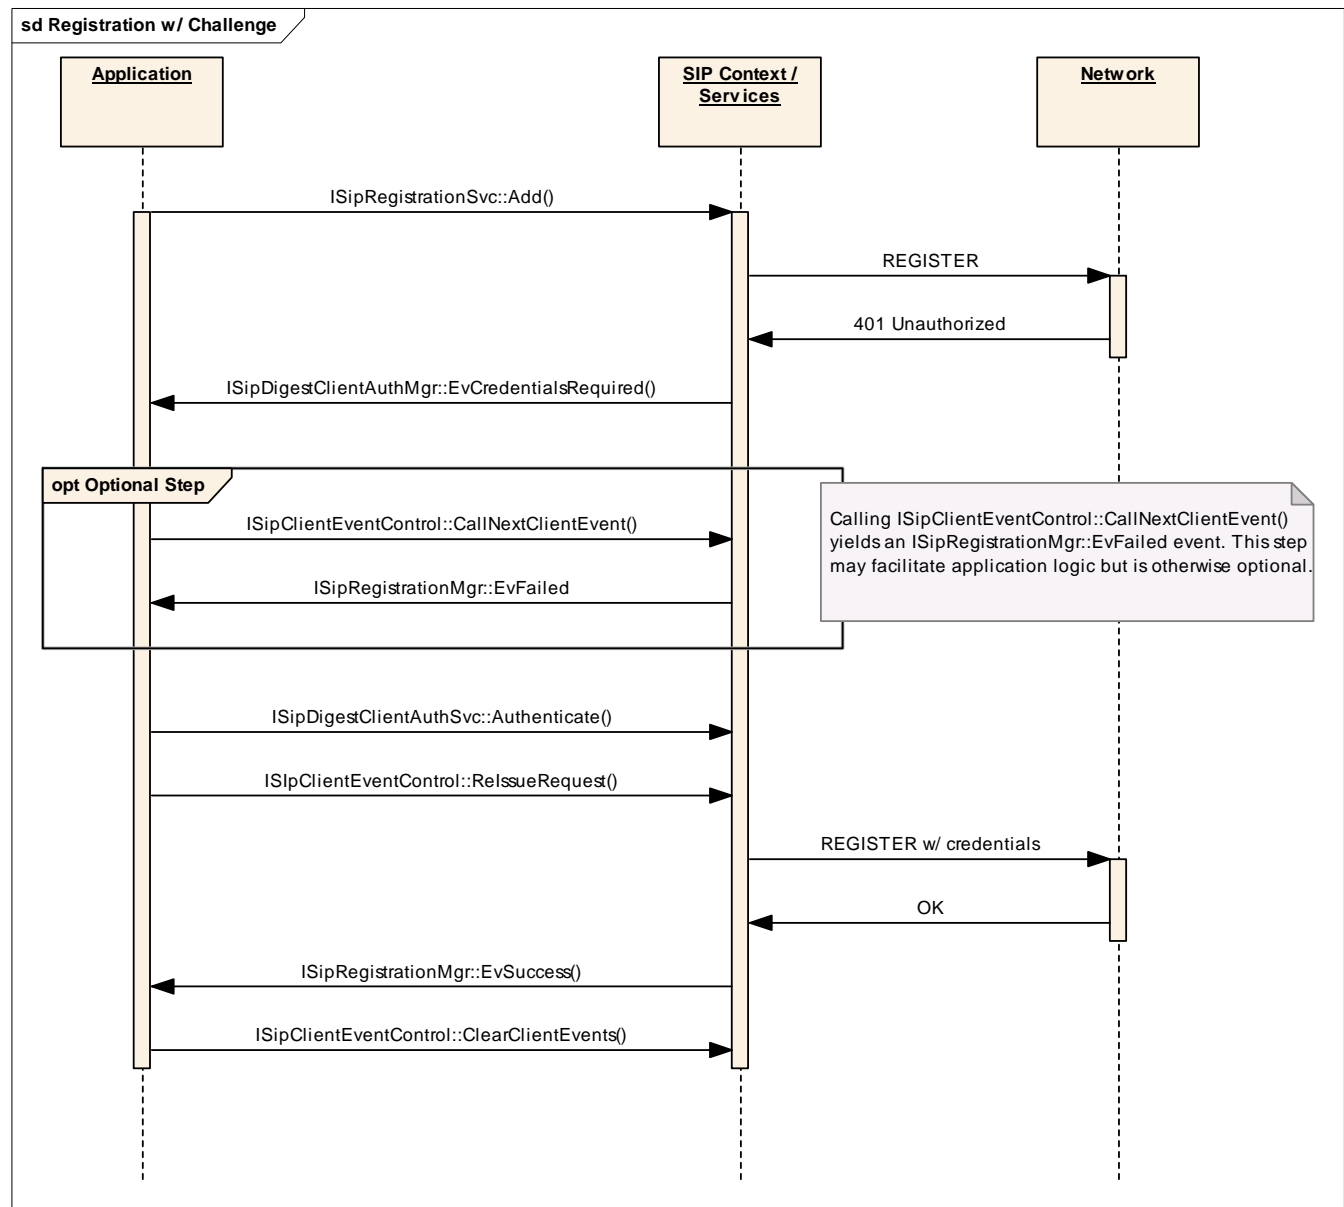 sd Registration w/ Challenge
Application
SIP Context /
Services
Network
ISipRegistrationSvc::Add()
REGISTER
401 Unauthorized
ISipDigestClientAuthMgr::EvCredentialsRequired()
opt Optional Step
ISipClientEventControl::CallNextClientEvent()
Calling ISipClientEventControl::CallNextClientEvent()
yields an ISipRegistrationMgr::EvFailed event. This step
may facilitate application logic but is otherwise optional.
ISipRegistrationMgr::EvFailed
ISipDigestClientAuthSvc::Authenticate()
ISIpClientEventControl::ReIssueRequest()
REGISTER w/ credentials
OK
ISipRegistrationMgr::EvSuccess()
ISipClientEventControl::ClearClientEvents()